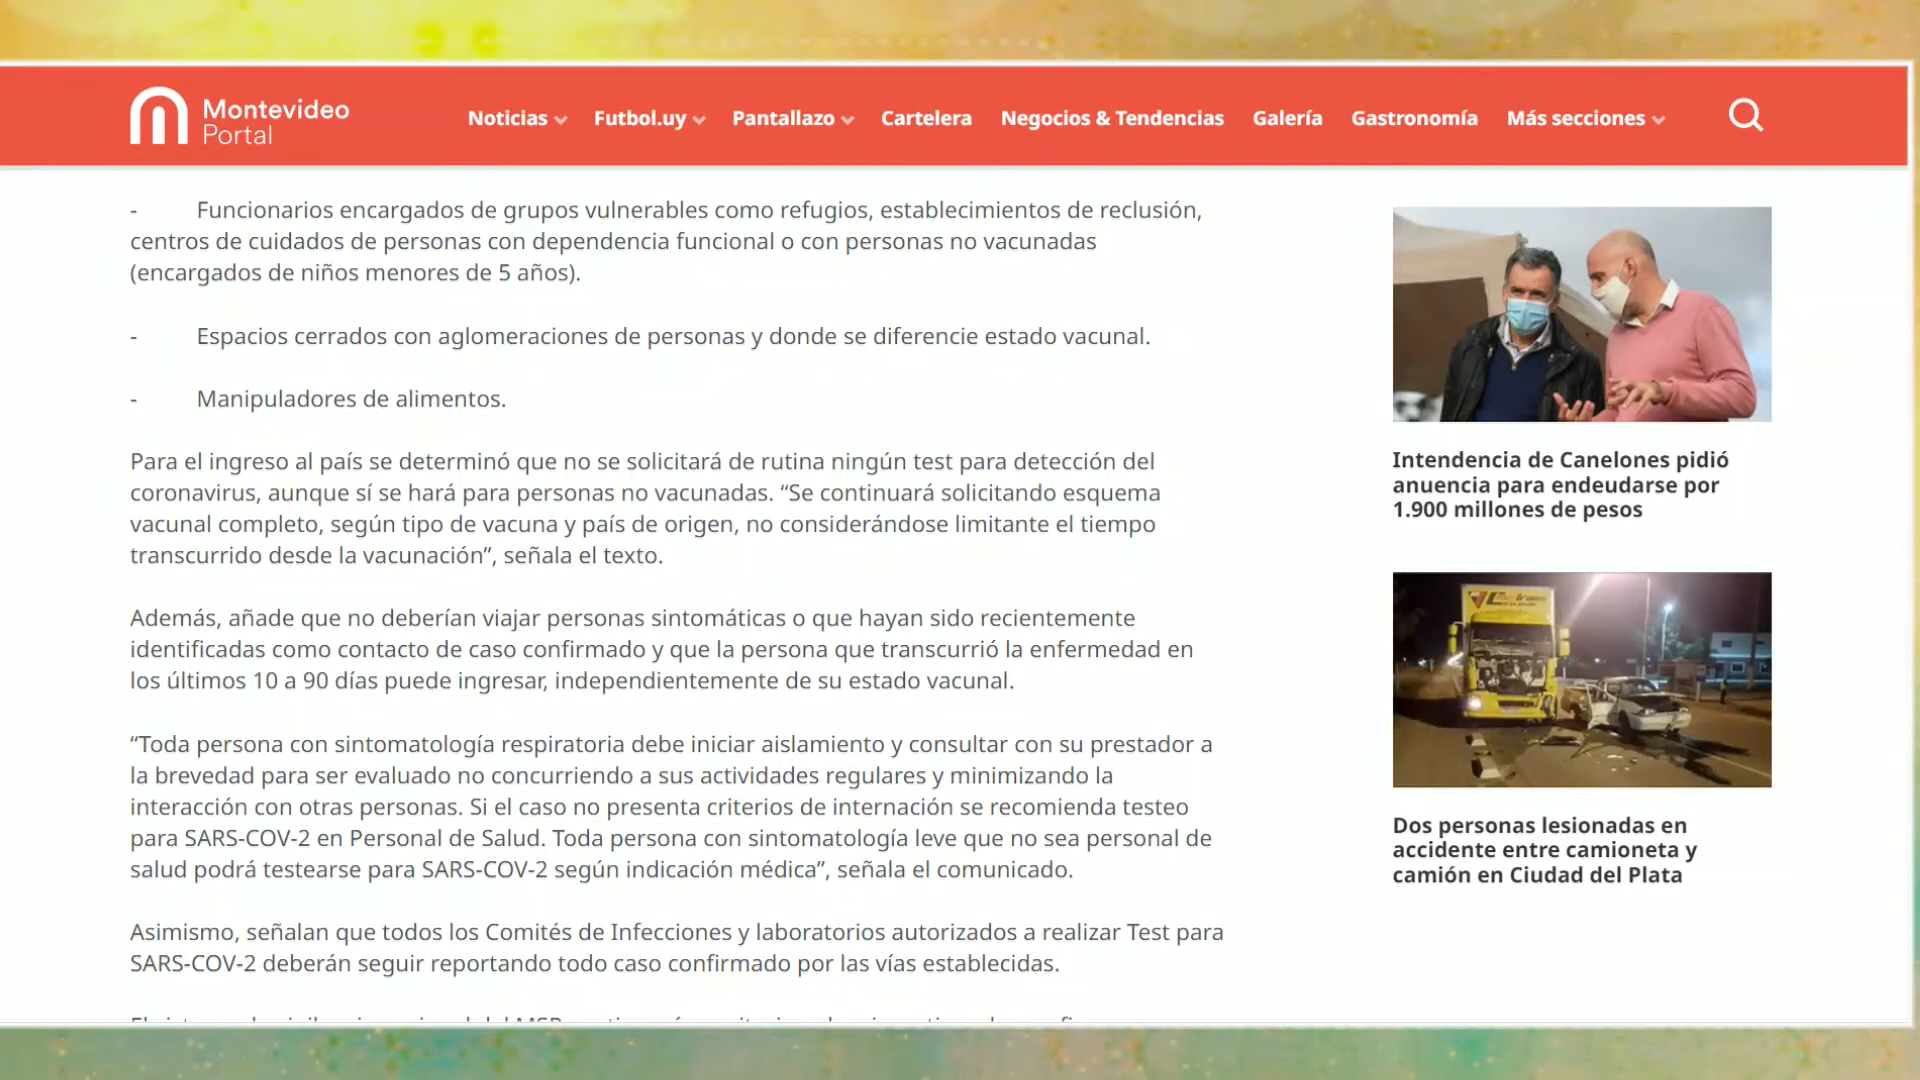 Montevideo
Portal
Noticias
Futbol.uy
Pantallazo
Cartelera
Negocios & Tendencias
Galería
Gastronomía
Más secciones
- Funcionarios encargados de grupos vulnerables como refugios, establecimientos de reclusión,
centros de cuidados de personas con dependencia funcional o con personas no vacunadas
(encargados de niños menores de 5 años).
- Espacios cerrados con aglomeraciones de personas y donde se diferencie estado vacunal.
- Manipuladores de alimentos.
Para el ingreso al país se determinó que no se solicitará de rutina ningún test para detección del
coronavirus, aunque sí se hará para personas no vacunadas. “Se continuará solicitando esquema
vacunal completo, según tipo de vacuna y país de origen, no considerándose limitante el tiempo
transcurrido desde la vacunación”, señala el texto.
Además, añade que no deberían viajar personas sintomáticas o que hayan sido recientemente
identificadas como contacto de caso confirmado y que la persona que transcurrió la enfermedad en
los últimos 10 a 90 días puede ingresar, independientemente de su estado vacunal.
“Toda persona con sintomatología respiratoria debe iniciar aislamiento y consultar con su prestador a
la brevedad para ser evaluado no concurriendo a sus actividades regulares y minimizando la
interacción con otras personas. Si el caso no presenta criterios de internación se recomienda testeo
para SARS-COV-2 en Personal de Salud. Toda persona con sintomatología leve que no sea personal de
salud podrá testearse para SARS-COV-2 según indicación médica”, señala el comunicado.
Asimismo, señalan que todos los Comités de Infecciones y laboratorios autorizados a realizar Test para
SARS-COV-2 deberán seguir reportando todo caso confirmado por las vías establecidas.
Intendencia de Canelones pidió
anuencia para endeudarse por
1.900 millones de pesos
Dos personas lesionadas en
accidente entre camioneta y
camión en Ciudad del Plata